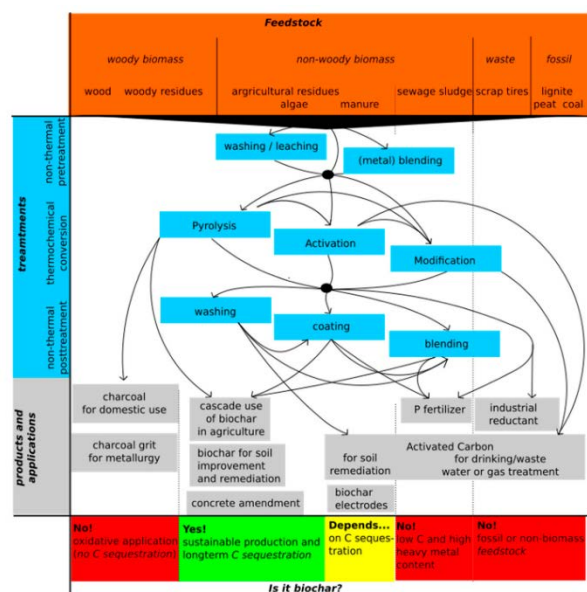 Feedstock
woody biomass
non-woody biomass
waste
fossil
wood woody residues
argricultural residues
algae manure
sewage sludge
scrap tires
lignite
peat coal
treamtments
non-thermal
pretreatment
thermochemical
conversion
non-thermal
posttreatment
washing / leaching
(metal) blending
Pyrolysis
Activation
Modification
washing
coating
blending
products and
applications
charcoal
for domestic use
charcoal grit
for metallurgy
cascade use
of biochar
in agriculture
biochar for soil
improvement
and remediation
concrete amendment
P fertilizer
industrial
reductant
Activated Carbon
for soil
remediation
for drinking/waste
water or gas treatment
biochar
electrodes
No!
oxidative application
(no C sequestration)
Yes!
sustainable production and
longterm C sequestration
Depends...
on C seques-
tration
No!
low C and high
heavy metal
content
No!
fossil or non-biomass
feedstock
Is it biochar?